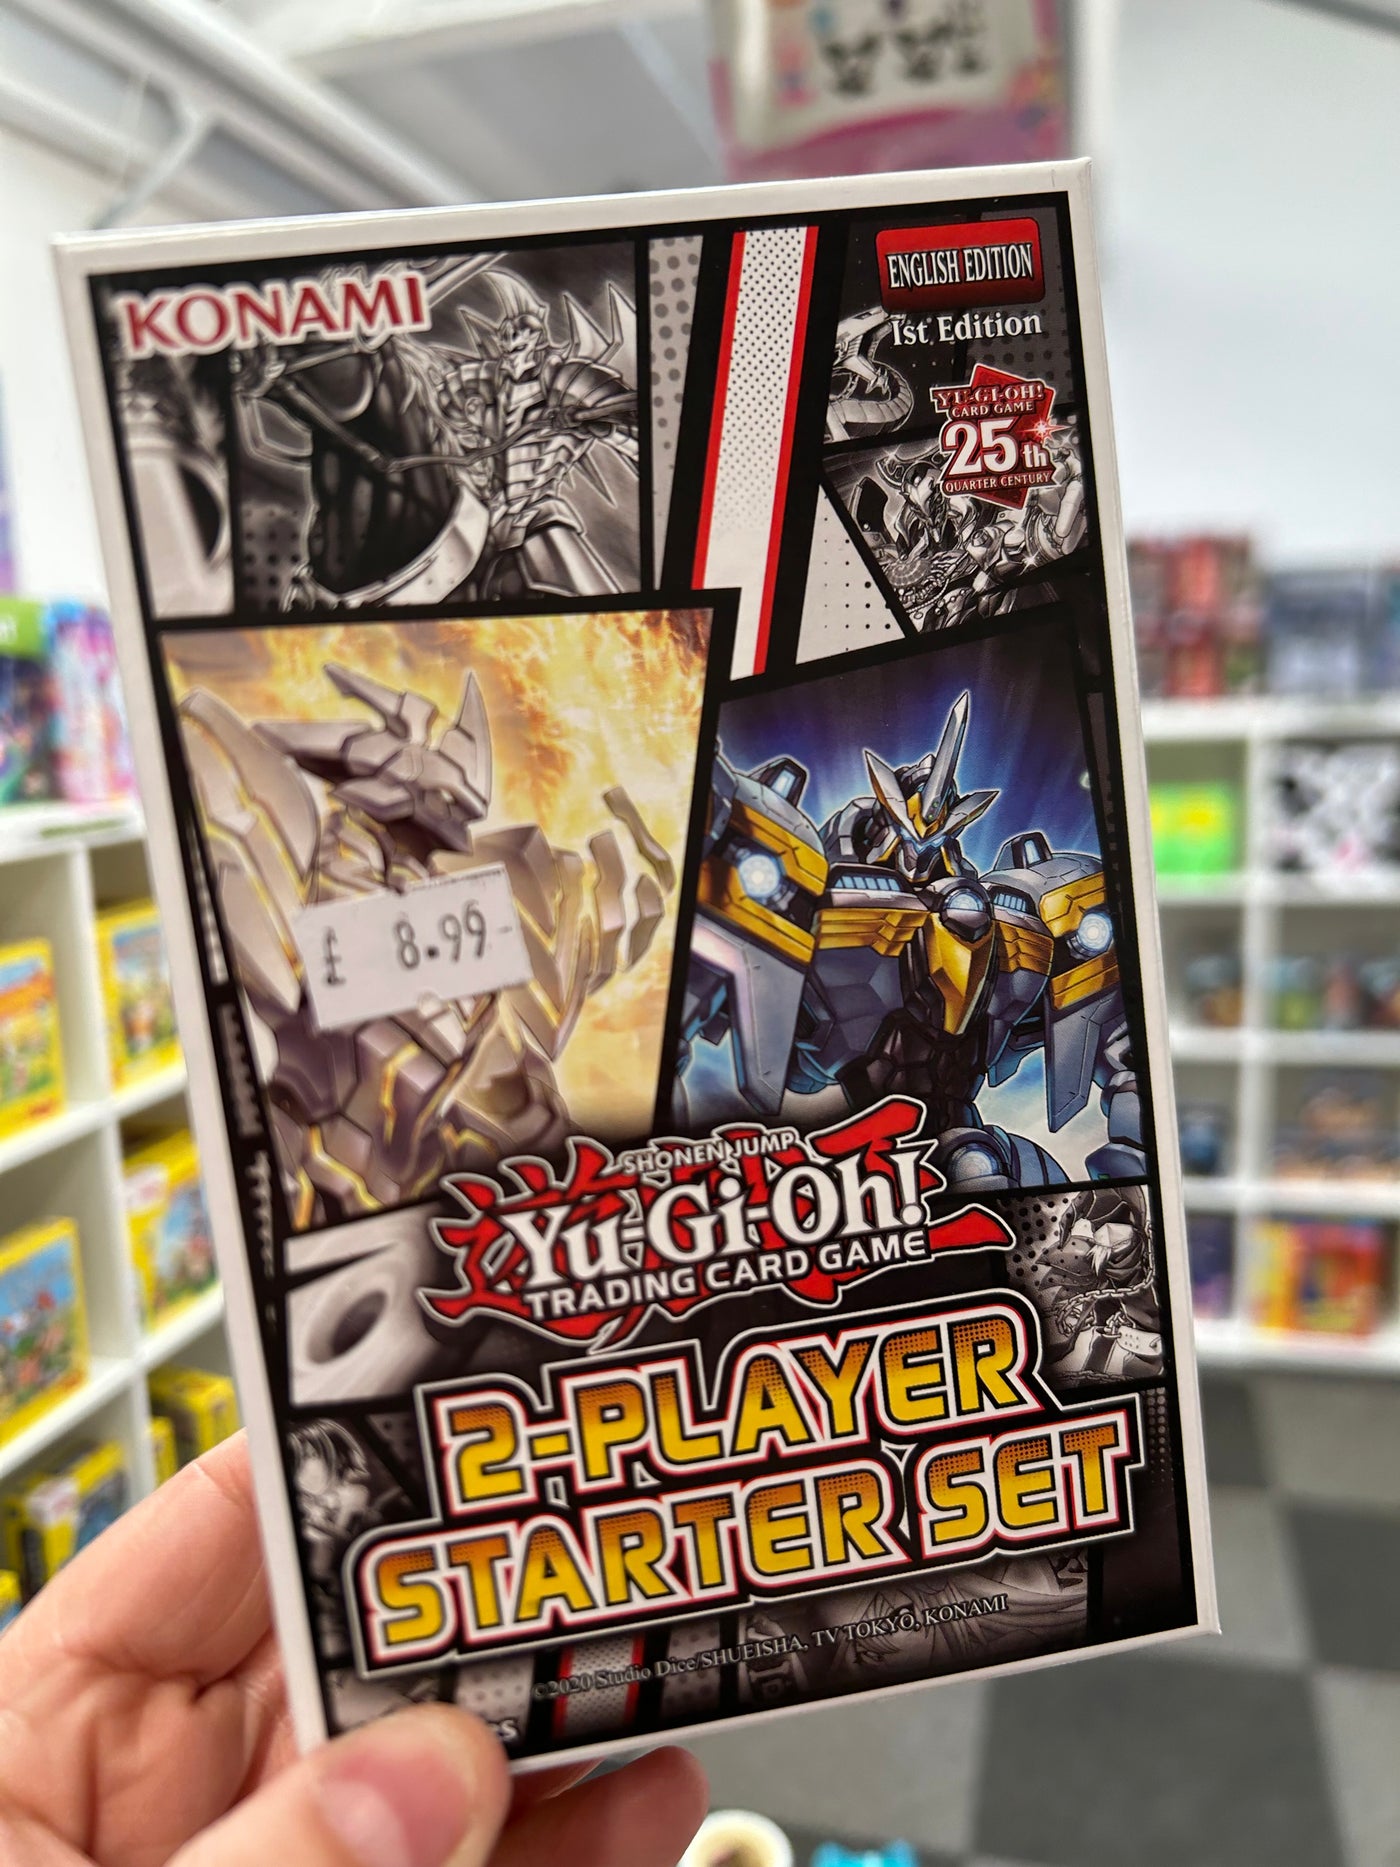 KONAMI
ENGLISH EDITION
1st Edition
YU-GI-OH!
CARD GAME
25th
QUARTER CENTURY
£ 8.99
SHONEN JUMP
Yu-Gi-Oh!
TRADING CARD GAME
2-PLAYER
STARTER SET
©2020 Studio Dice/SHUEISHA, TV TOKYO, KONAMI